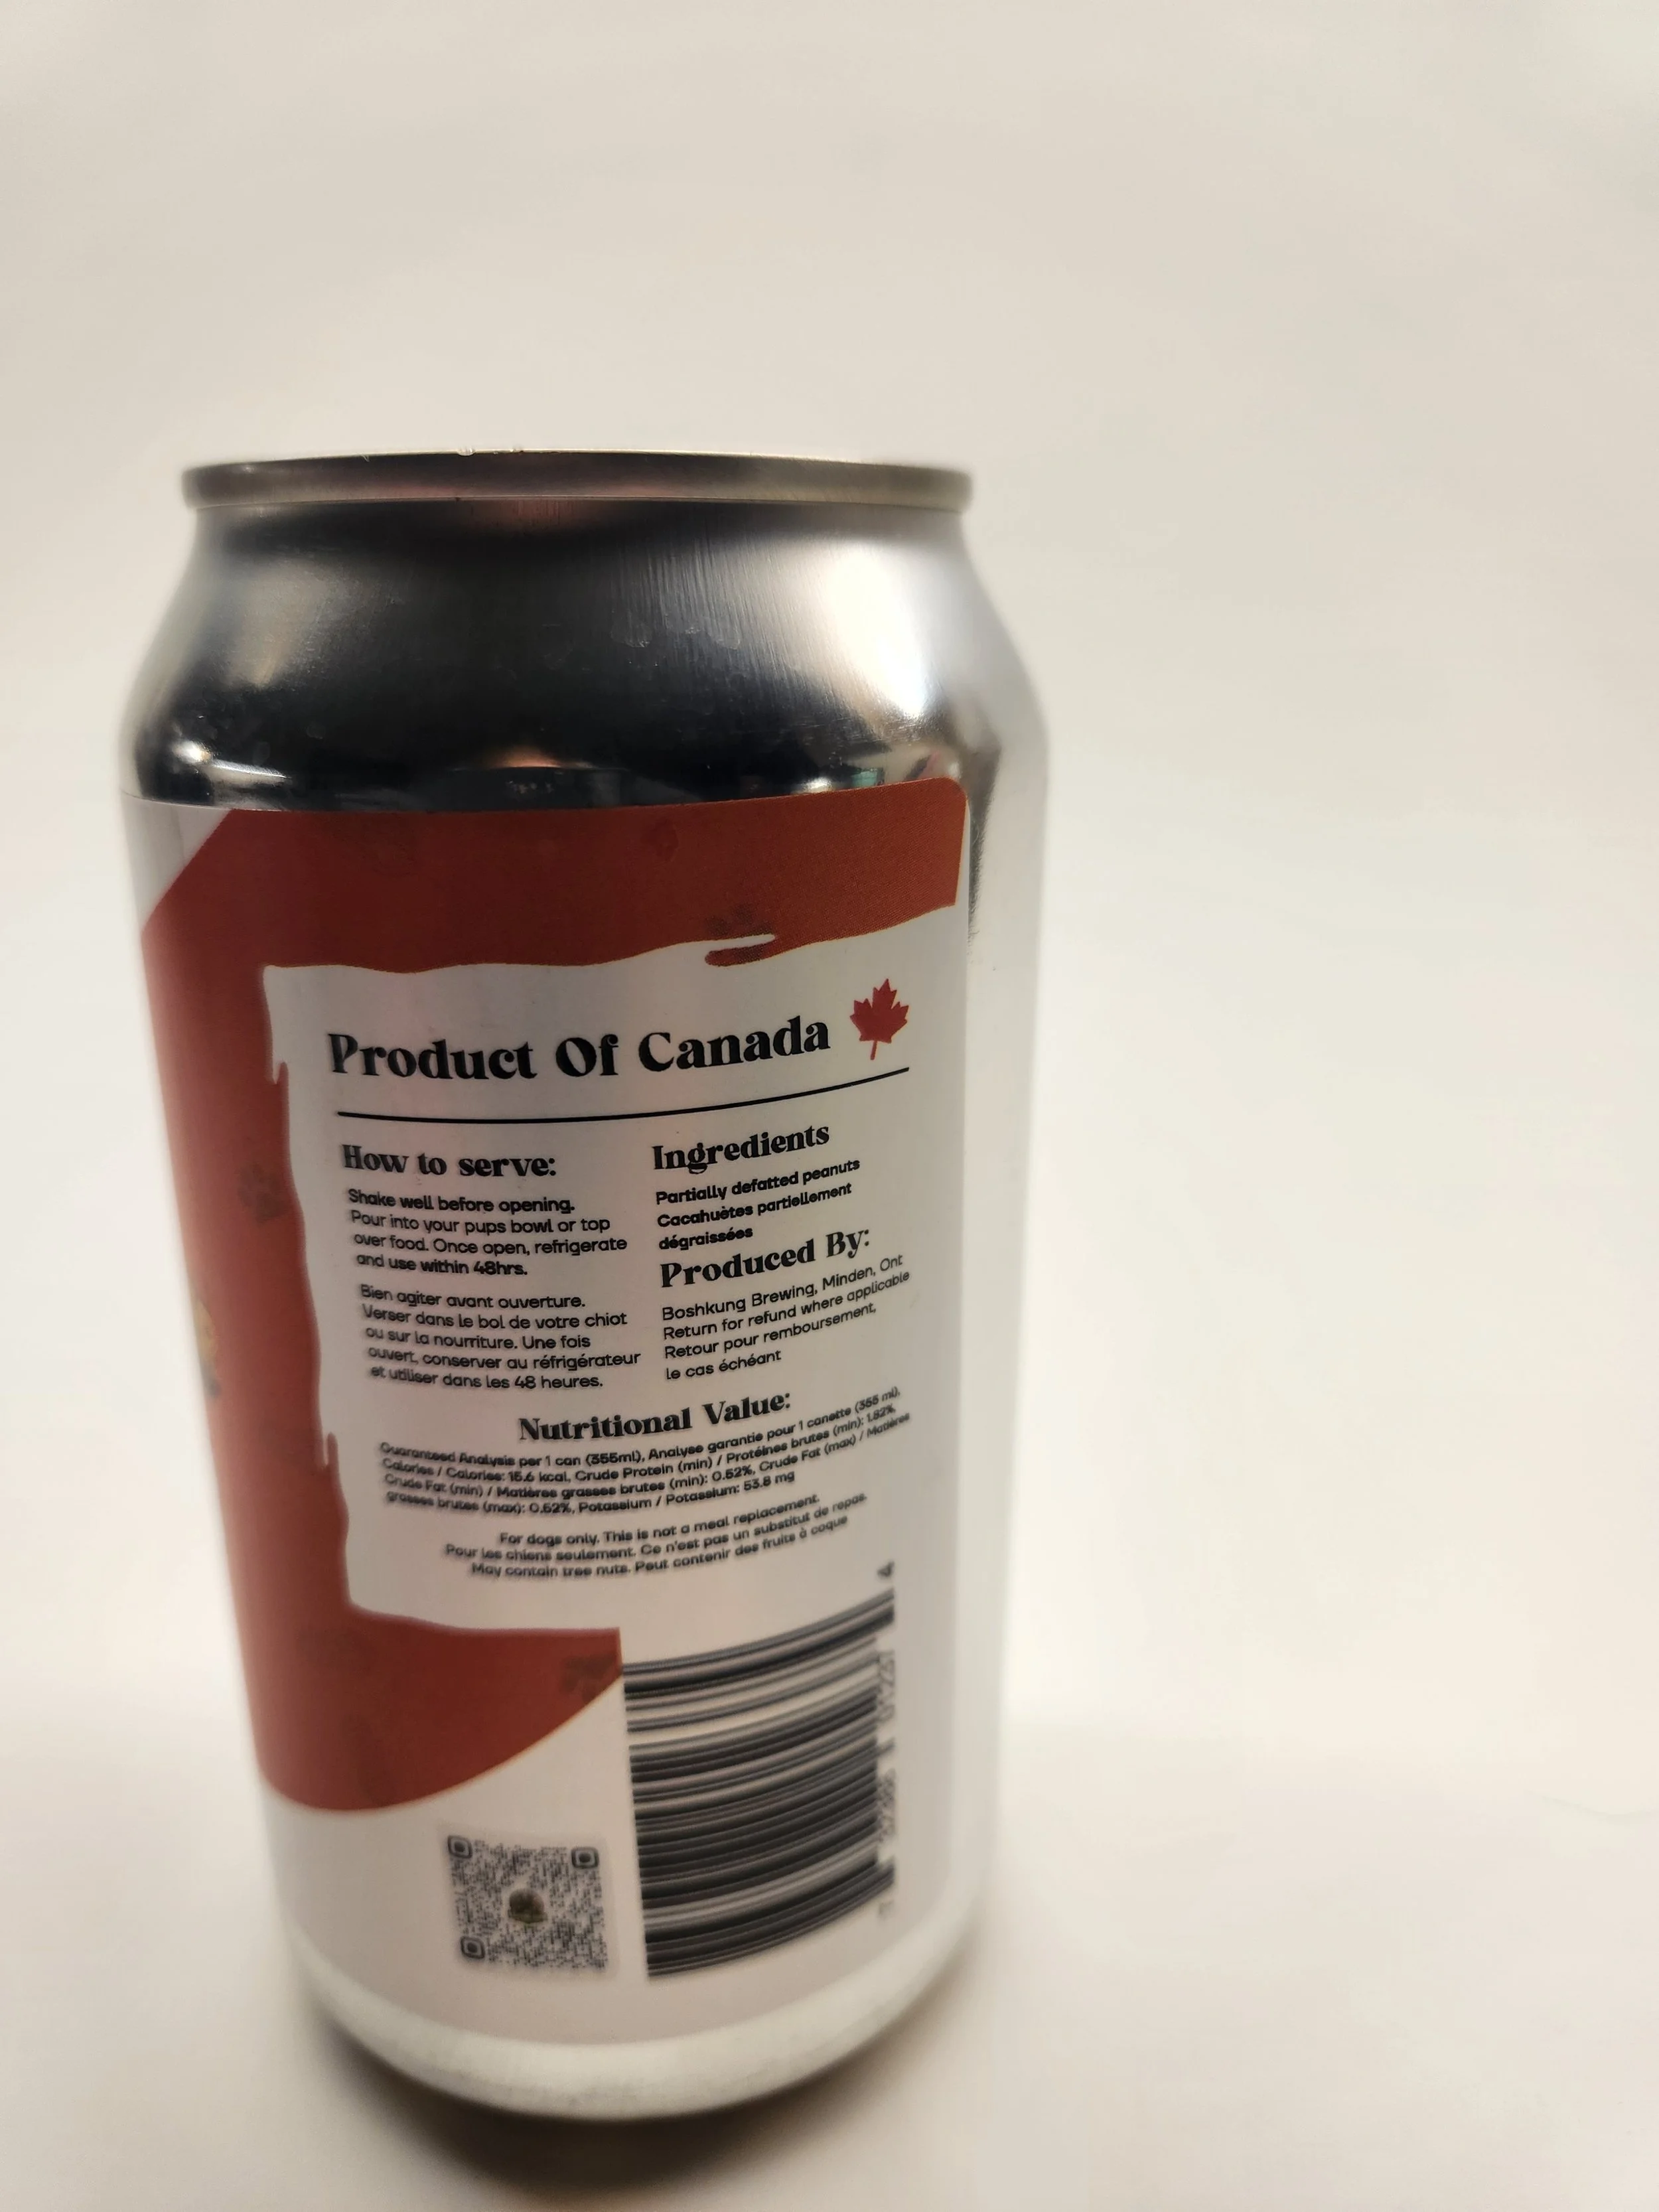 Product Of Canada
How to serve:
Shake well before opening.
Pour into your pups bowl or top
over food. Once open, refrigerate
and use within 48hrs.
Bien agiter avant ouverture.
Verser dans le bol de votre chiot
ou sur la nourriture. Une fois
ouvert, conserver au réfrigérateur
et utiliser dans les 48 heures.
Ingredients
Partially defatted peanuts
Cacahuètes partiellement
dégraissées
Produced By:
Boshkung Brewing, Minden, Ont
Return for refund where applicable
Retour pour remboursement,
le cas échéant
Nutritional Value:
Guaranteed Analysis per 1 can (355ml), Analyse garantie pour 1 canette (355 ml),
Calories / Calories: 15.6 kcal, Crude Protein (min) / Protéines brutes (min): 1.82%,
Crude Fat (min) / Matières grasses brutes (min): 0.52%, Crude Fat (max) / Matières
grasses brutes (max): 0.52%, Potassium / Potassium: 53.8 mg
For dogs only. This is not a meal replacement.
Pour les chiens seulement. Ce n'est pas un substitut de repas.
May contain tree nuts. Peut contenir des fruits à coque